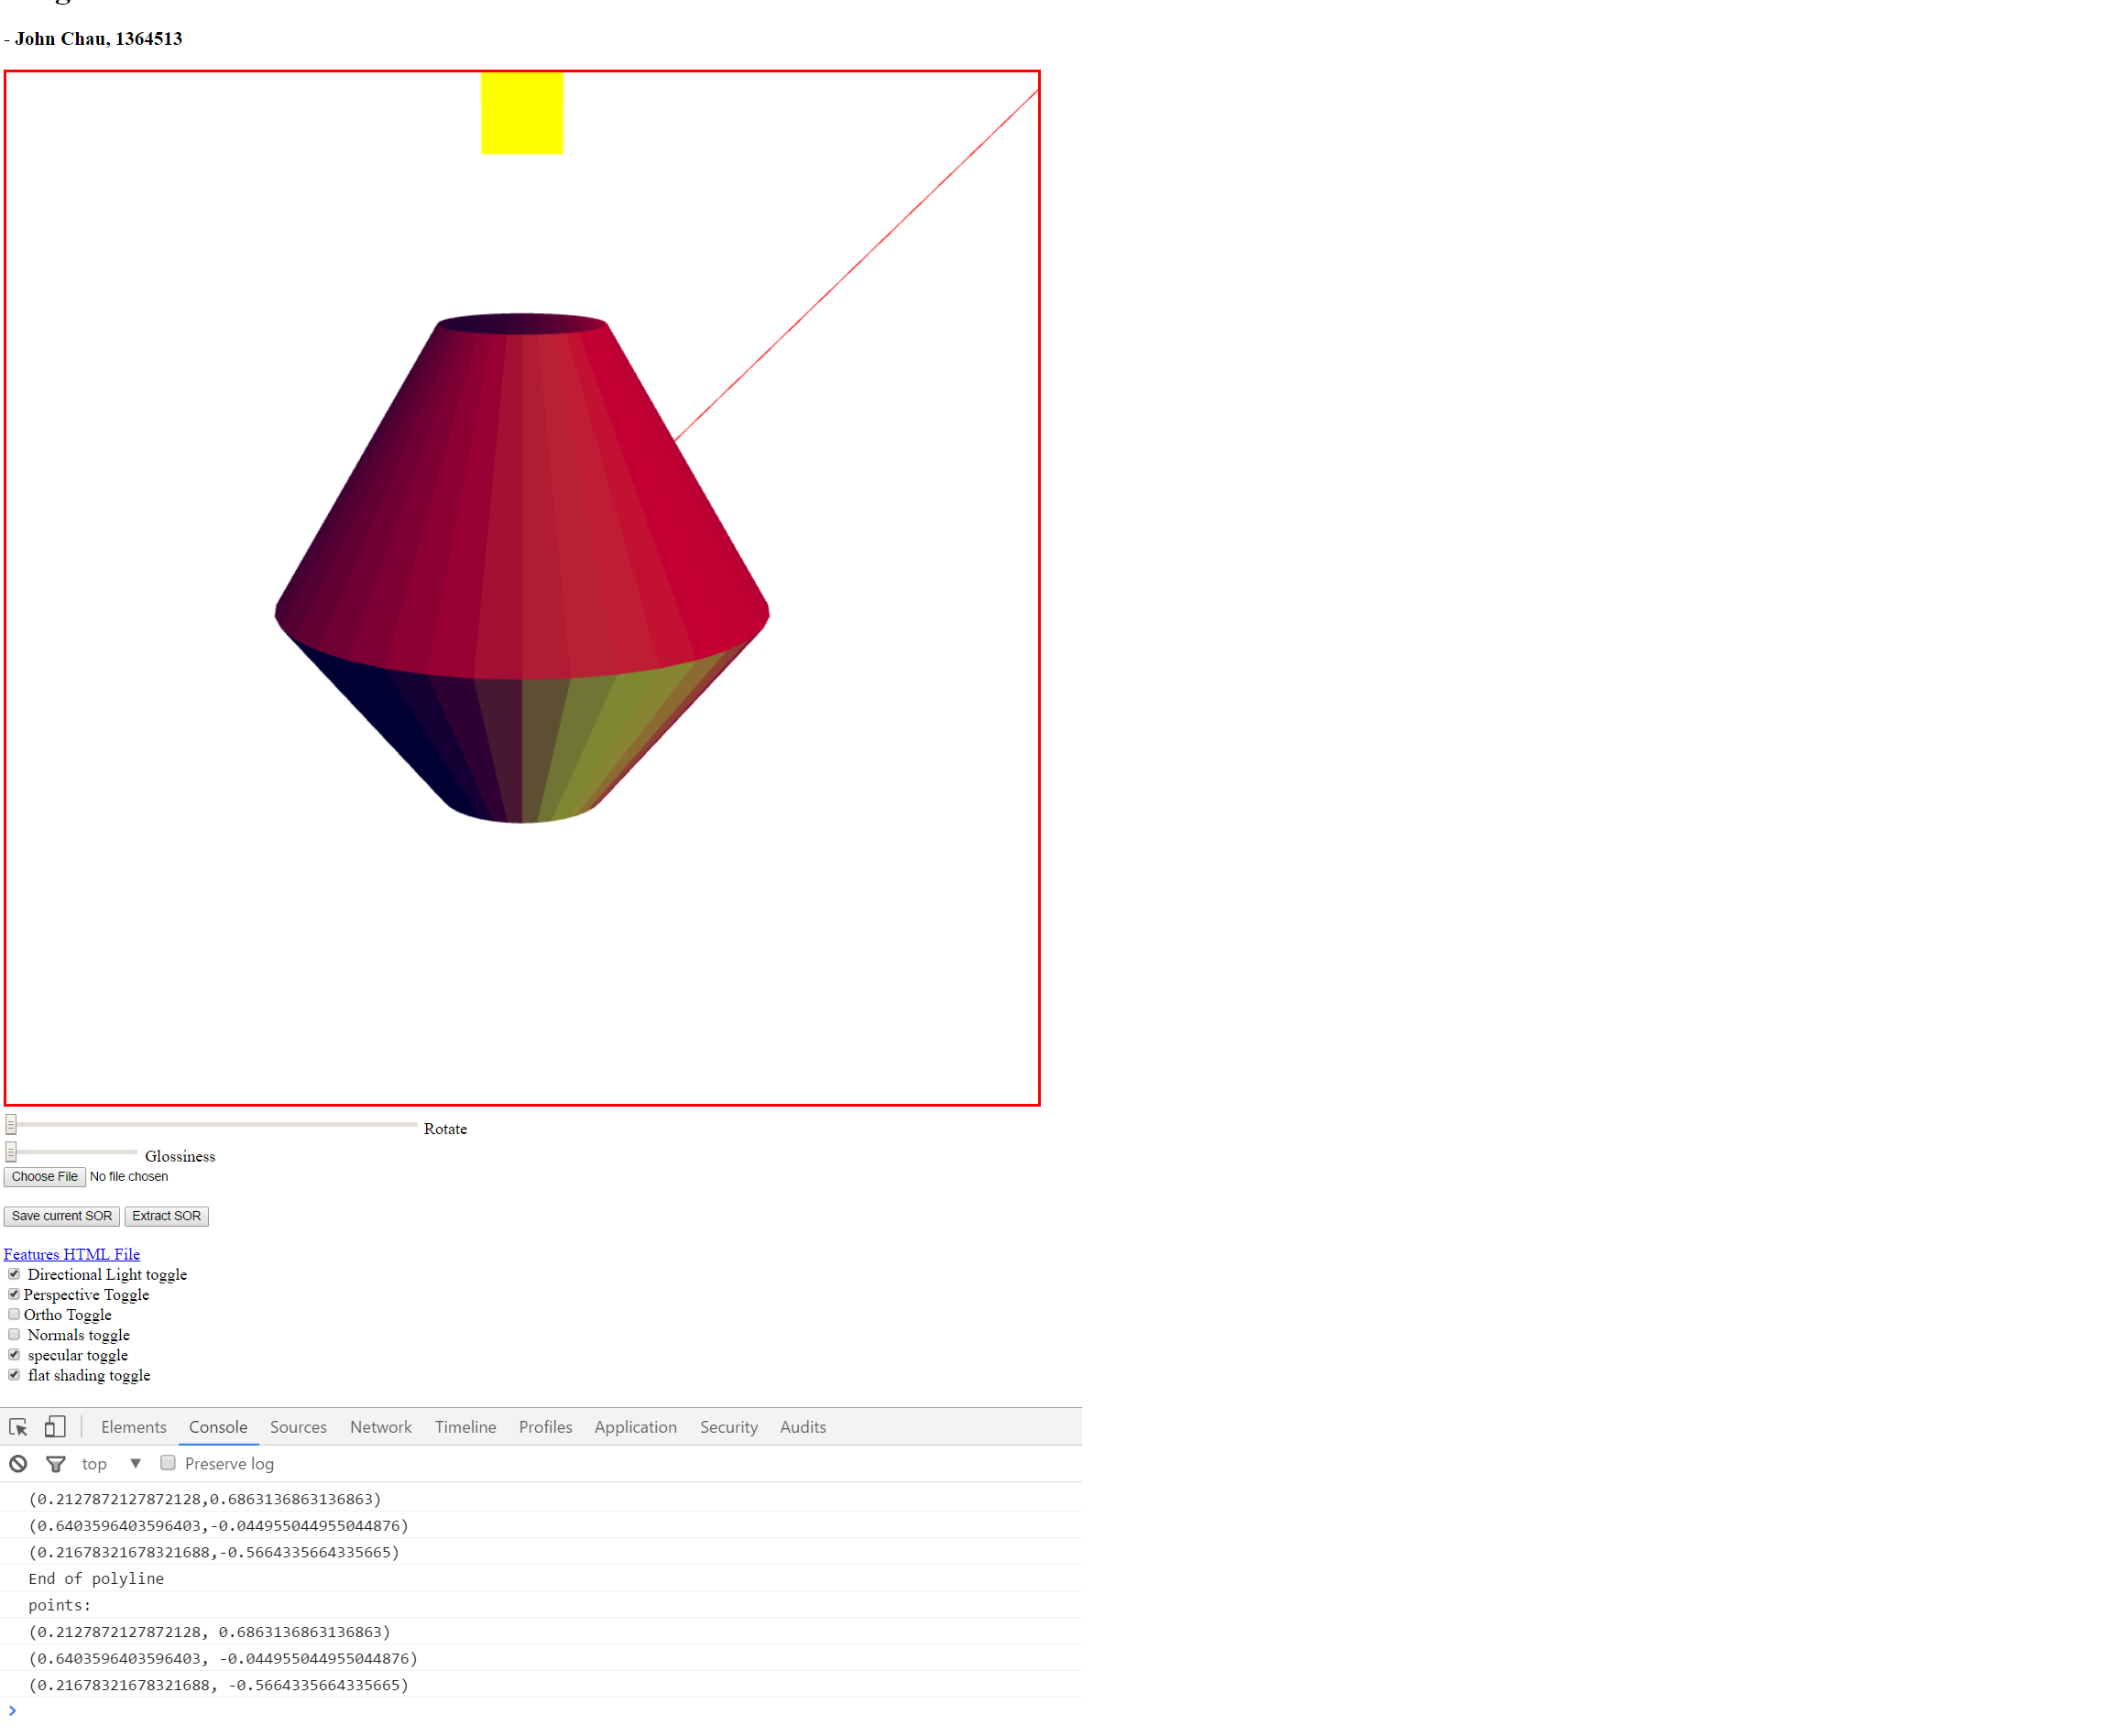 - John Chau, 1364513
Rotate
Glossiness
Choose File No file chosen
Save current SOR Extract SOR
Features HTML File
Directional Light toggle
Perspective Toggle
Ortho Toggle
Normals toggle
specular toggle
flat shading toggle
Elements Console Sources Network Timeline Profiles Application Security Audits
top ▼ Preserve log
(0.2127872127872128,0.6863136863136863)
(0.6403596403596403,-0.044955044955044876)
(0.21678321678321688,-0.5664335664335665)
End of polyline
points:
(0.2127872127872128, 0.6863136863136863)
(0.6403596403596403, -0.044955044955044876)
(0.21678321678321688, -0.5664335664335665)